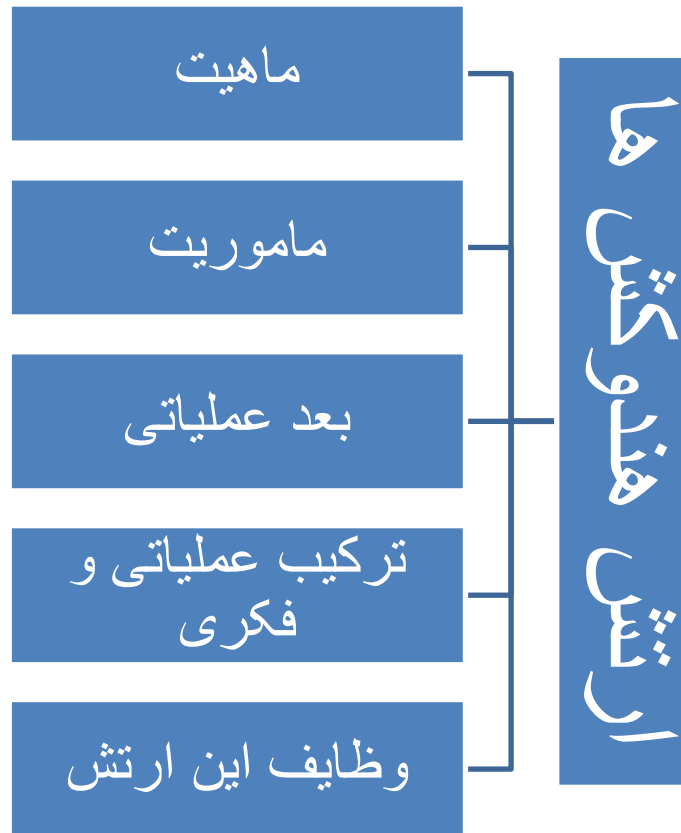 ارتش هندوکش ها
ماهیت
ماموریت
بعد عملیاتی
ترکیب عملیاتی و
فکری
وظایف این ارتش